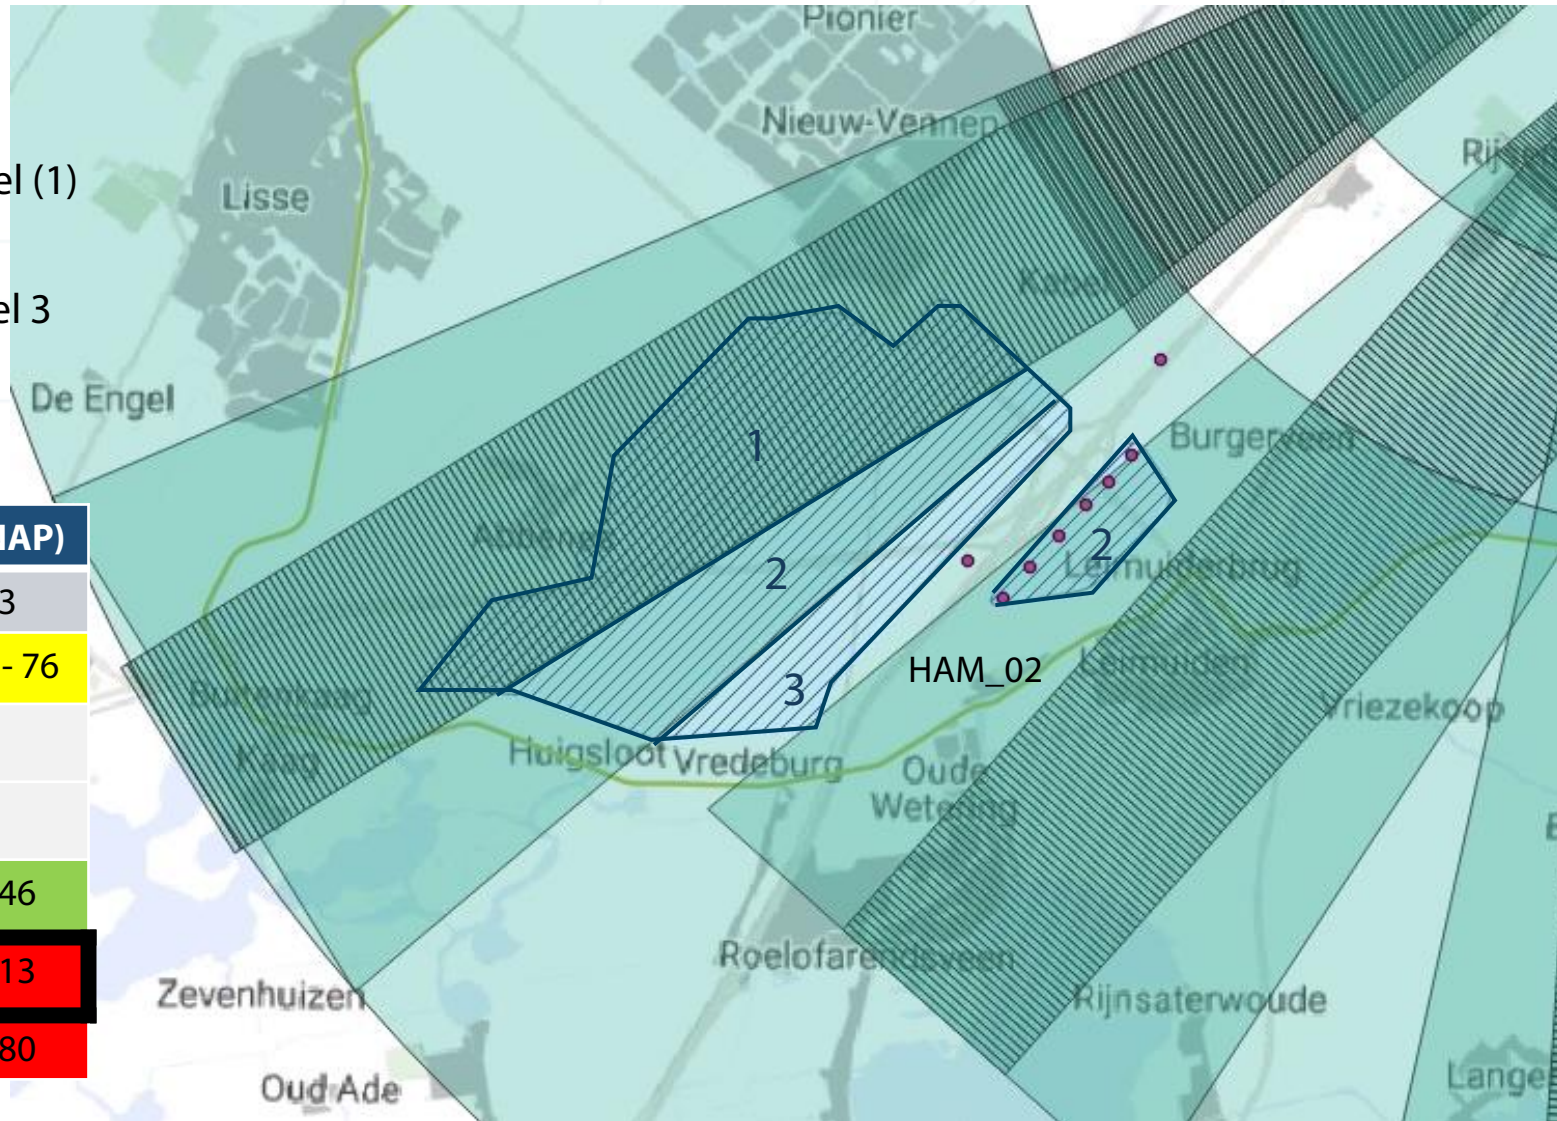 Pionier
Nieuw-Vennep
el (1)
Lisse
el 3
De Engel
Burgerveen
1
IAP)
2
2
Leimuiderbrug
3
- 76
HAM_02
Leimuiden
3
Buitenkaag
Vriezekoop
Kaag
Huigsloot
Vredeburg
Oude
Wetering
46
Roelofarendsveen
13
Zevenhuizen
Rijnsaterwoude
80
Oud Ade
Lange